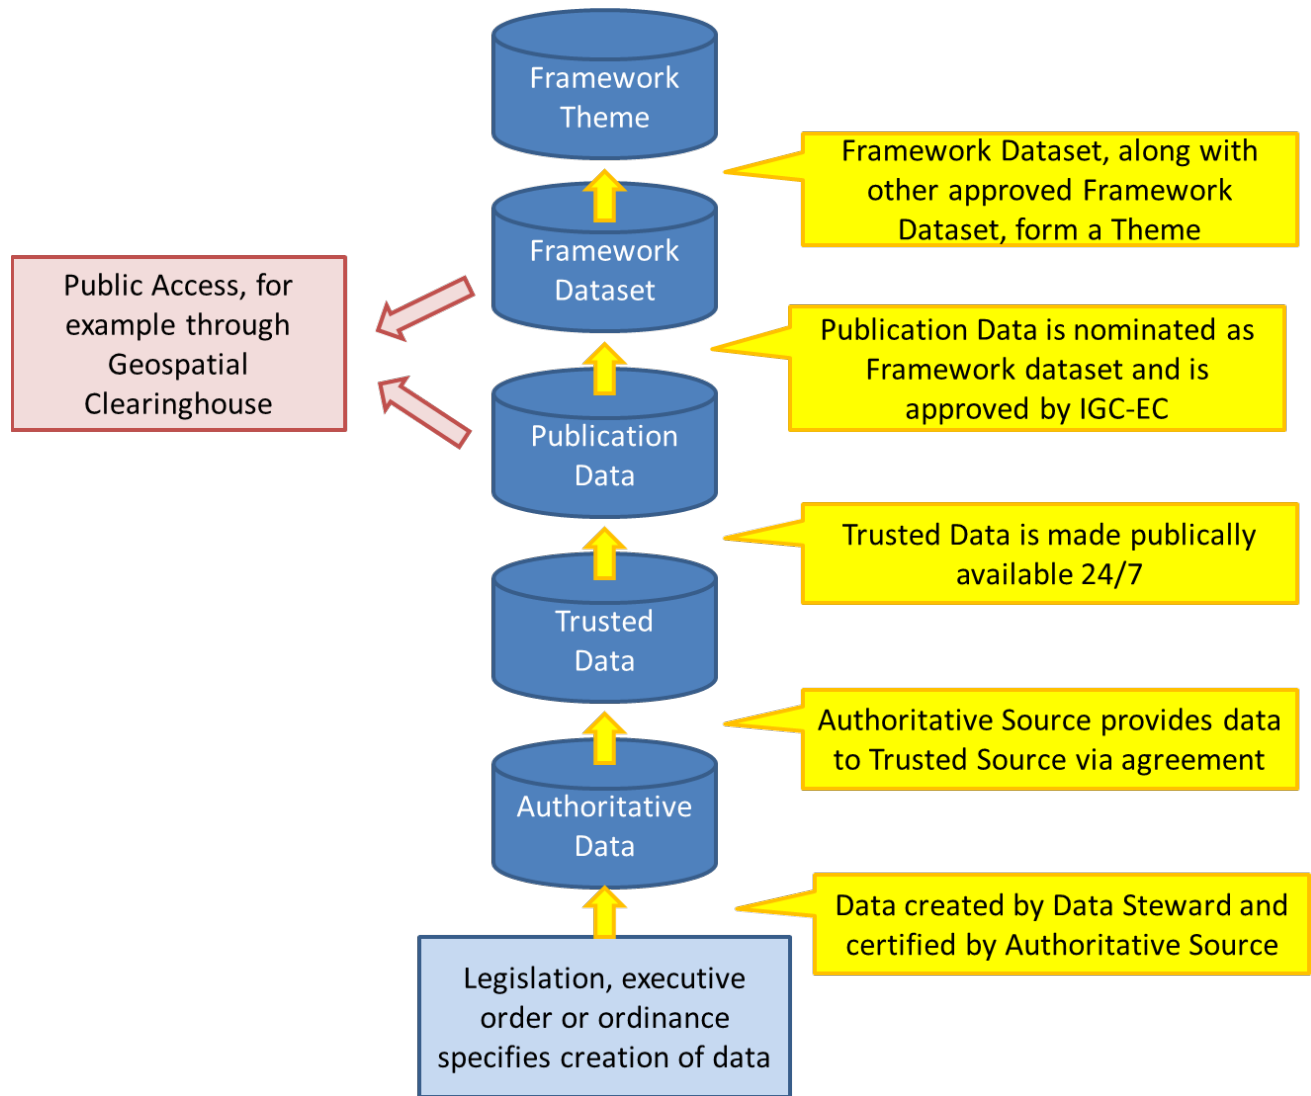 Framework
Theme
Framework Dataset, along with
other approved Framework
Dataset, form a Theme
Framework
Dataset
Public Access, for
example through
Geospatial
Clearinghouse
Publication Data is nominated as
Framework dataset and is
approved by IGC-EC
Publication
Data
Trusted Data is made publically
available 24/7
Trusted
Data
Authoritative Source provides data
to Trusted Source via agreement
Authoritative
Data
Data created by Data Steward and
certified by Authoritative Source
Legislation, executive
order or ordinance
specifies creation of data